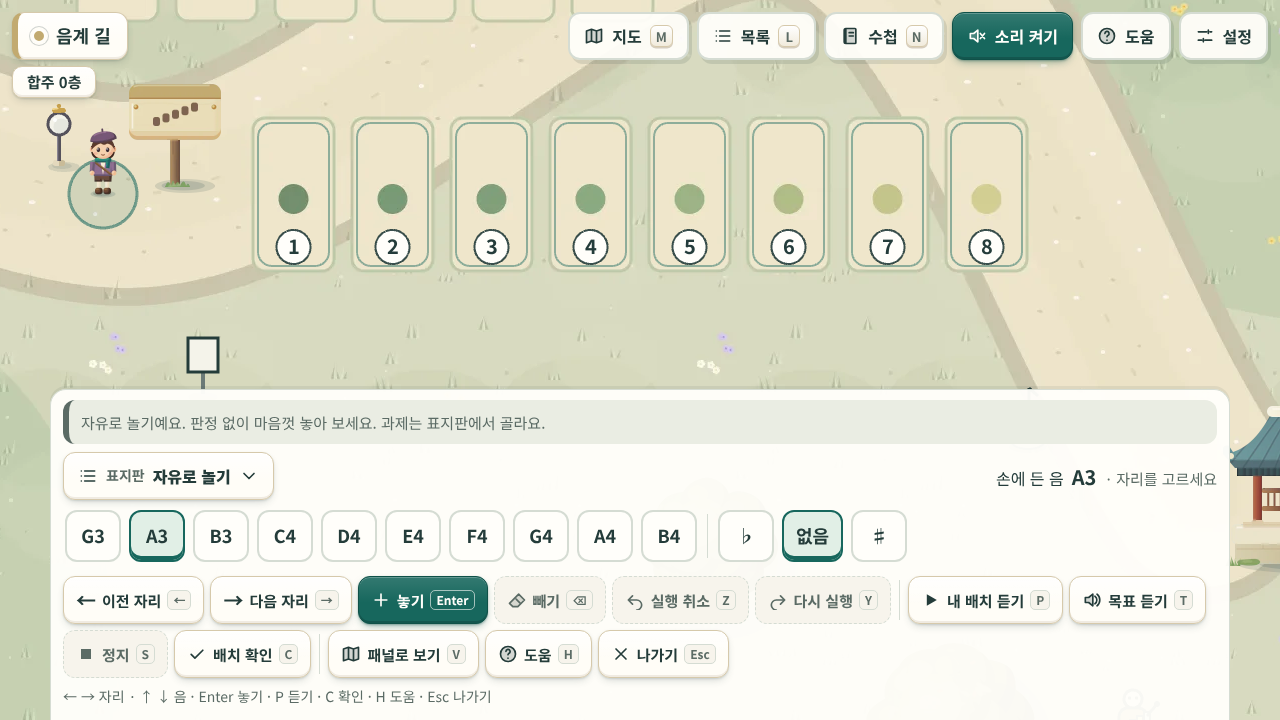 음계 길
지도 M
목록 L
수첩 N
소리 켜기
도움
설정
합주 0층
1 2 3 4 5 6 7 8
자유로 놀기예요. 판정 없이 마음껏 놓아 보세요. 과제는 표지판에서 골라요.
표지판 자유로 놀기
손에 든 음 A3 · 자리를 고르세요
G3 A3 B3 C4 D4 E4 F4 G4 A4 B4 ♭ 없음 ♯
← 이전 자리 ← → 다음 자리 → + 놓기 Enter 빼기 ⌫ 실행 취소 Z 다시 실행 Y 내 배치 듣기 P 목표 듣기 T
정지 S 배치 확인 C 패널로 보기 V 도움 H 나가기 Esc
← → 자리 · ↑ ↓ 음 · Enter 놓기 · P 듣기 · C 확인 · H 도움 · Esc 나가기